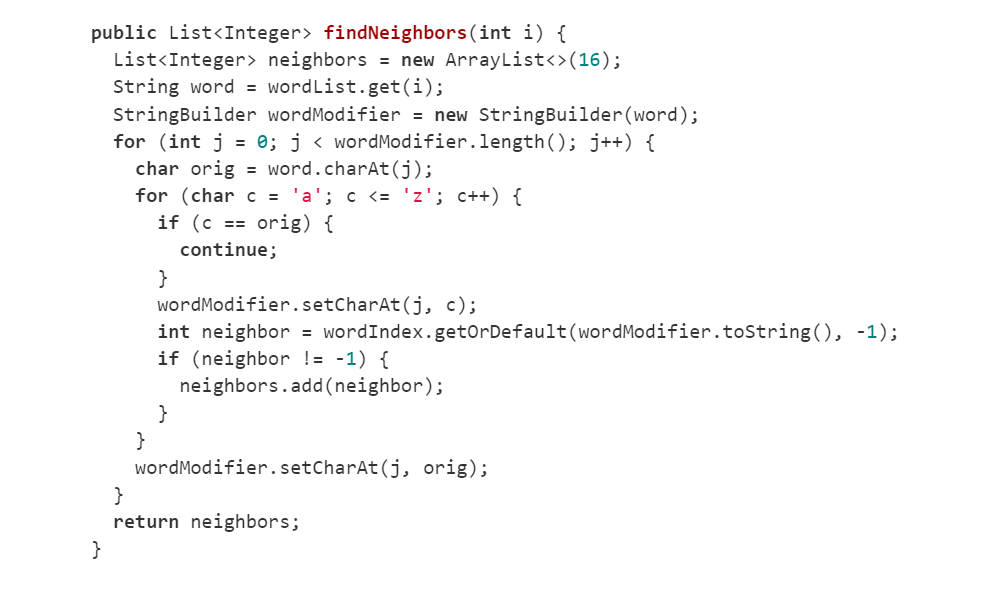 public List<Integer> findNeighbors(int i) {
  List<Integer> neighbors = new ArrayList<>(16);
  String word = wordList.get(i);
  StringBuilder wordModifier = new StringBuilder(word);
  for (int j = 0; j < wordModifier.length(); j++) {
    char orig = word.charAt(j);
    for (char c = 'a'; c <= 'z'; c++) {
      if (c == orig) {
        continue;
      }
      wordModifier.setCharAt(j, c);
      int neighbor = wordIndex.getOrDefault(wordModifier.toString(), -1);
      if (neighbor != -1) {
        neighbors.add(neighbor);
      }
    }
    wordModifier.setCharAt(j, orig);
  }
  return neighbors;
}